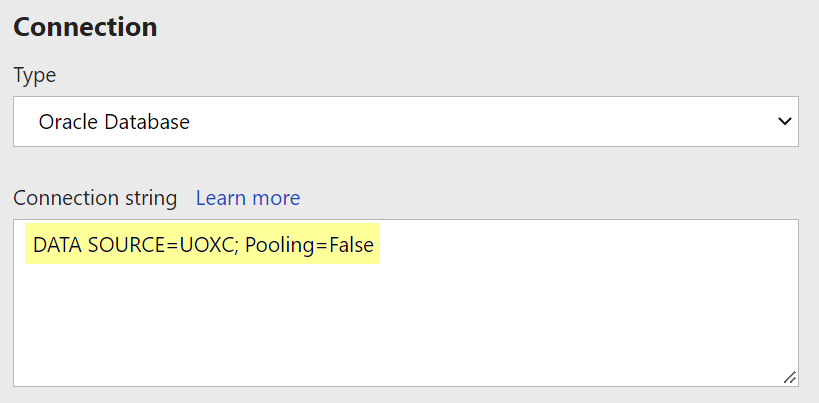 Connection
Type
Oracle Database
Connection string Learn more
DATA SOURCE=UOXC; Pooling=False